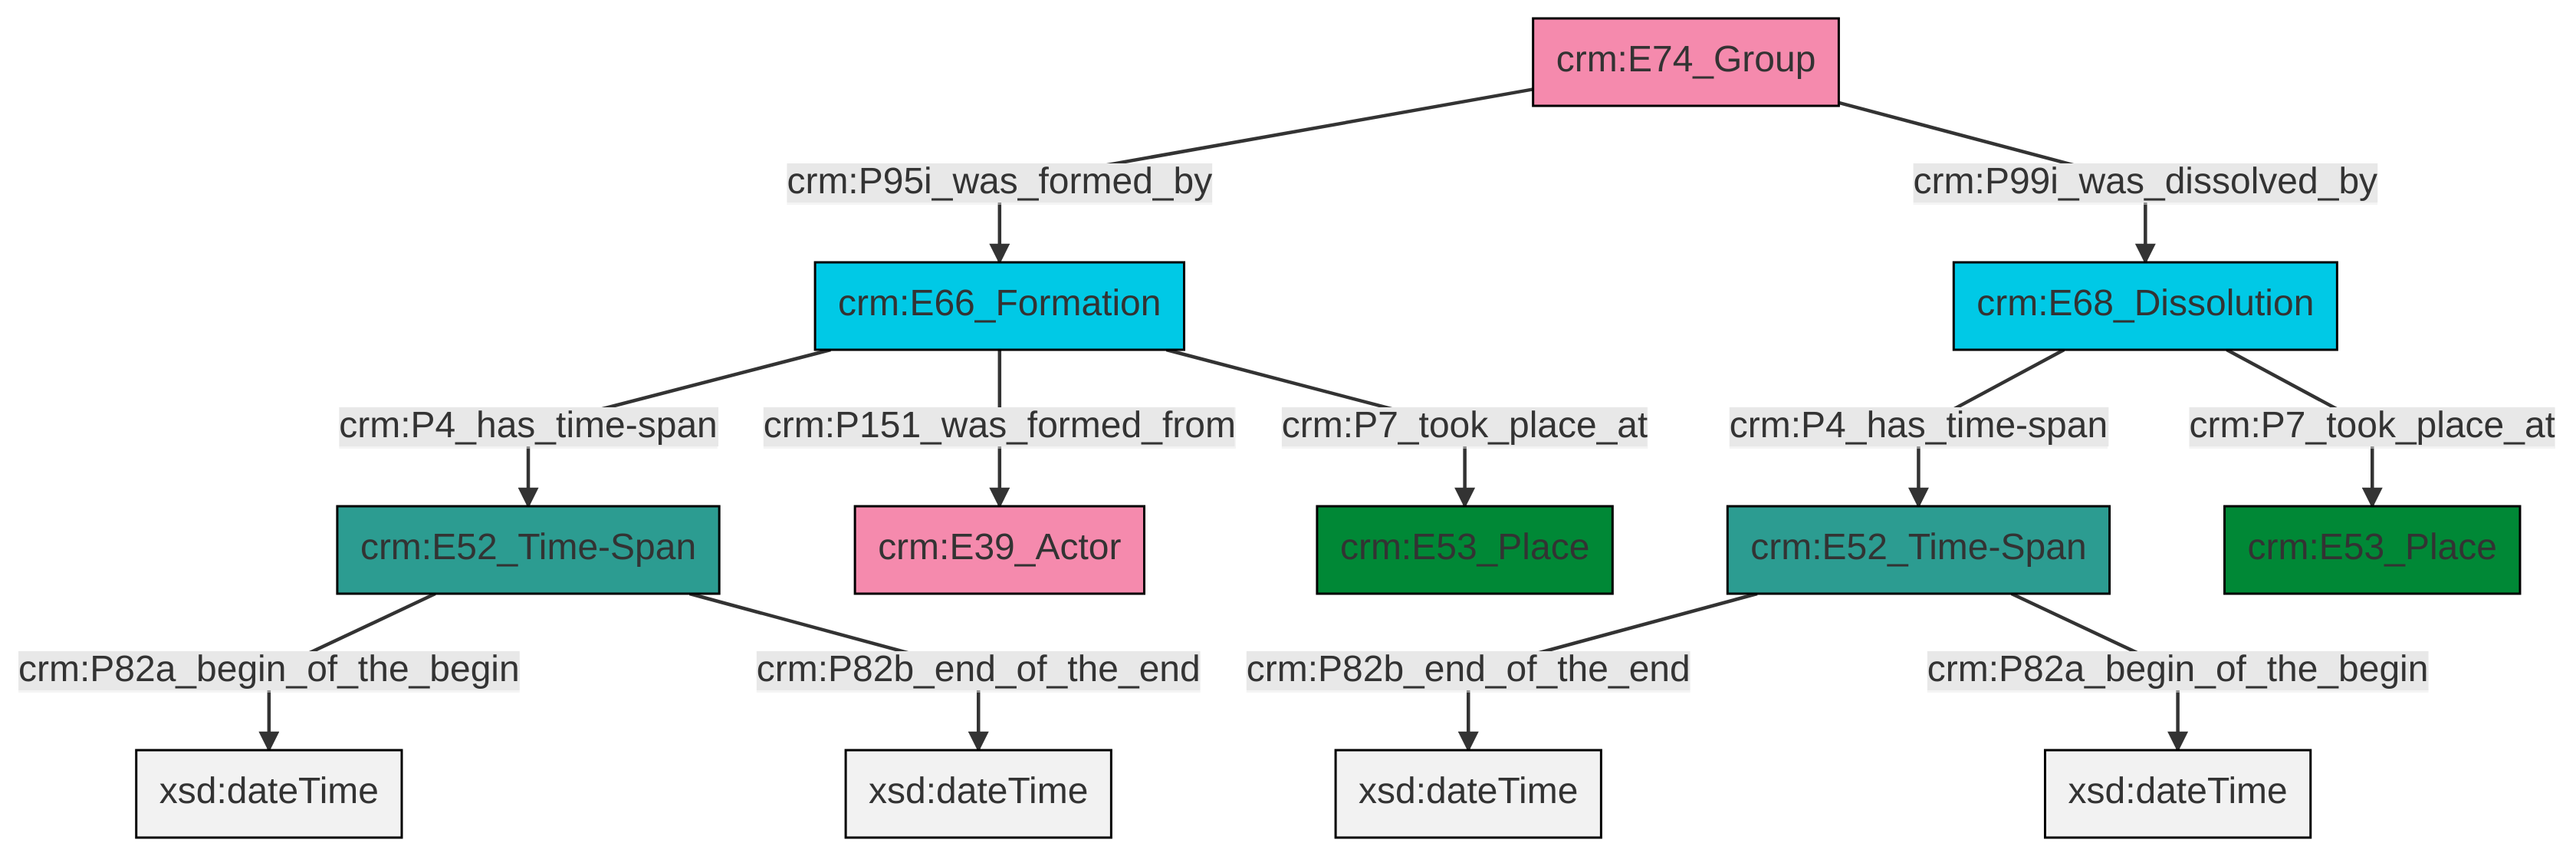 crm:E74_Group
crm:P95i_was_formed_by
crm:P99i_was_dissolved_by
crm:E66_Formation
crm:E68_Dissolution
crm:P4_has_time-span
crm:P151_was_formed_from
crm:P7_took_place_at
crm:P4_has_time-span
crm:P7_took_place_at
crm:E52_Time-Span
crm:E39_Actor
crm:E53_Place
crm:E52_Time-Span
crm:E53_Place
crm:P82a_begin_of_the_begin
crm:P82b_end_of_the_end
crm:P82b_end_of_the_end
crm:P82a_begin_of_the_begin
xsd:dateTime
xsd:dateTime
xsd:dateTime
xsd:dateTime